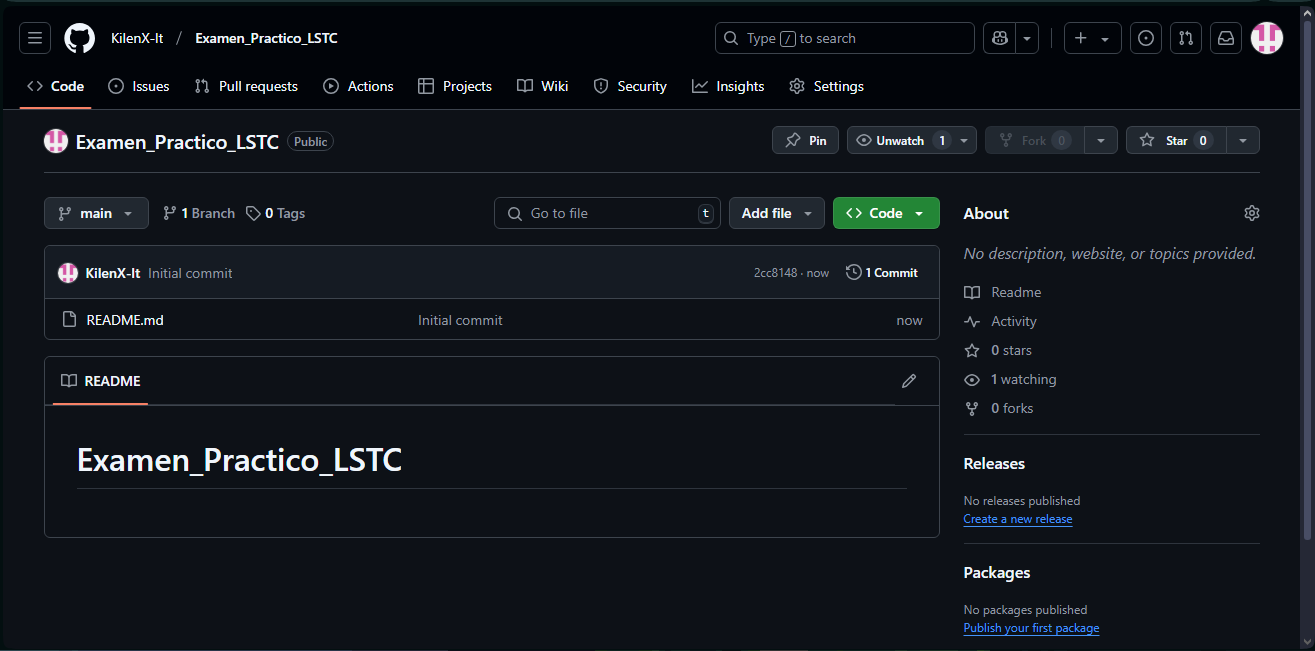 KilenX-It / Examen_Practico_LSTC Type / to search
Code Issues Pull requests Actions Projects Wiki Security Insights Settings
Examen_Practico_LSTC Public Pin Unwatch 1 Fork 0 Star 0
main 1 Branch 0 Tags Go to file t Add file Code
KilenX-It Initial commit 2cc8148 · now 1 Commit
README.md Initial commit now
README
Examen_Practico_LSTC
About
No description, website, or topics provided.
Readme
Activity
0 stars
1 watching
0 forks
Releases
No releases published
Create a new release
Packages
No packages published
Publish your first package